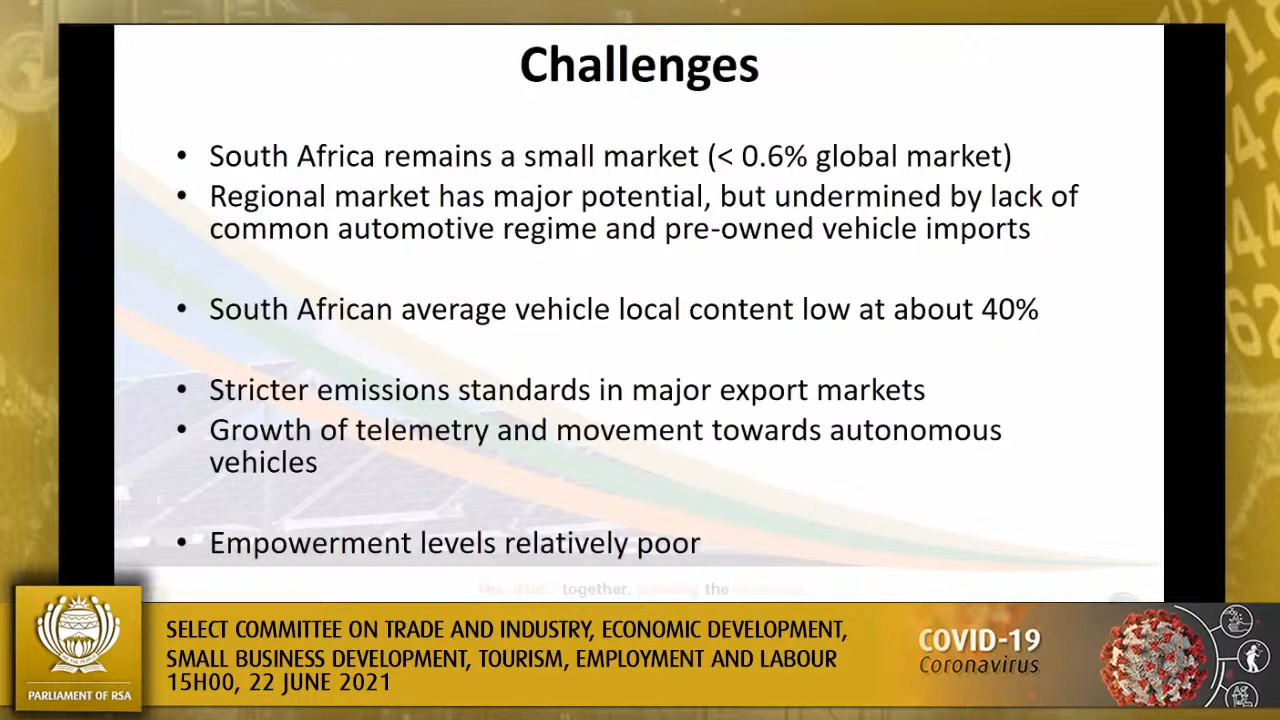 Challenges
• South Africa remains a small market (< 0.6% global market)
• Regional market has major potential, but undermined by lack of
common automotive regime and pre-owned vehicle imports
• South African average vehicle local content low at about 40%
• Stricter emissions standards in major export markets
• Growth of telemetry and movement towards autonomous
vehicles
• Empowerment levels relatively poor
together, the
SELECT COMMITTEE ON TRADE AND INDUSTRY, ECONOMIC DEVELOPMENT,
SMALL BUSINESS DEVELOPMENT, TOURISM, EMPLOYMENT AND LABOUR
15H00, 22 JUNE 2021
PARLIAMENT OF RSA
COVID-19
Coronavirus